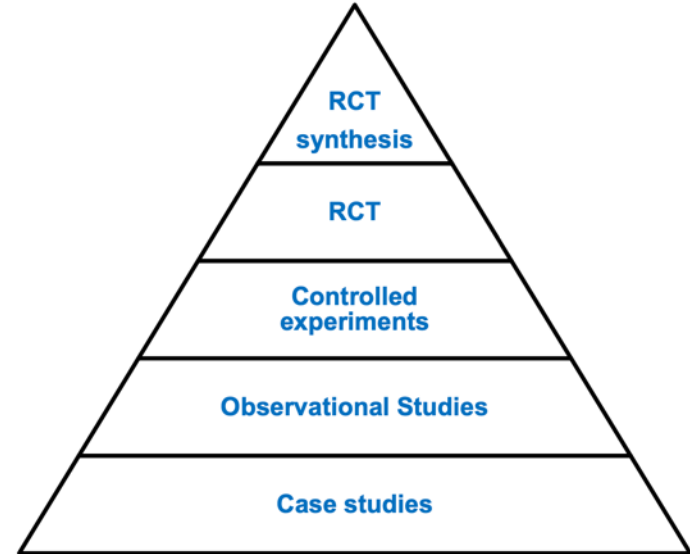 RCT
synthesis
RCT
Controlled
experiments
Observational Studies
Case studies